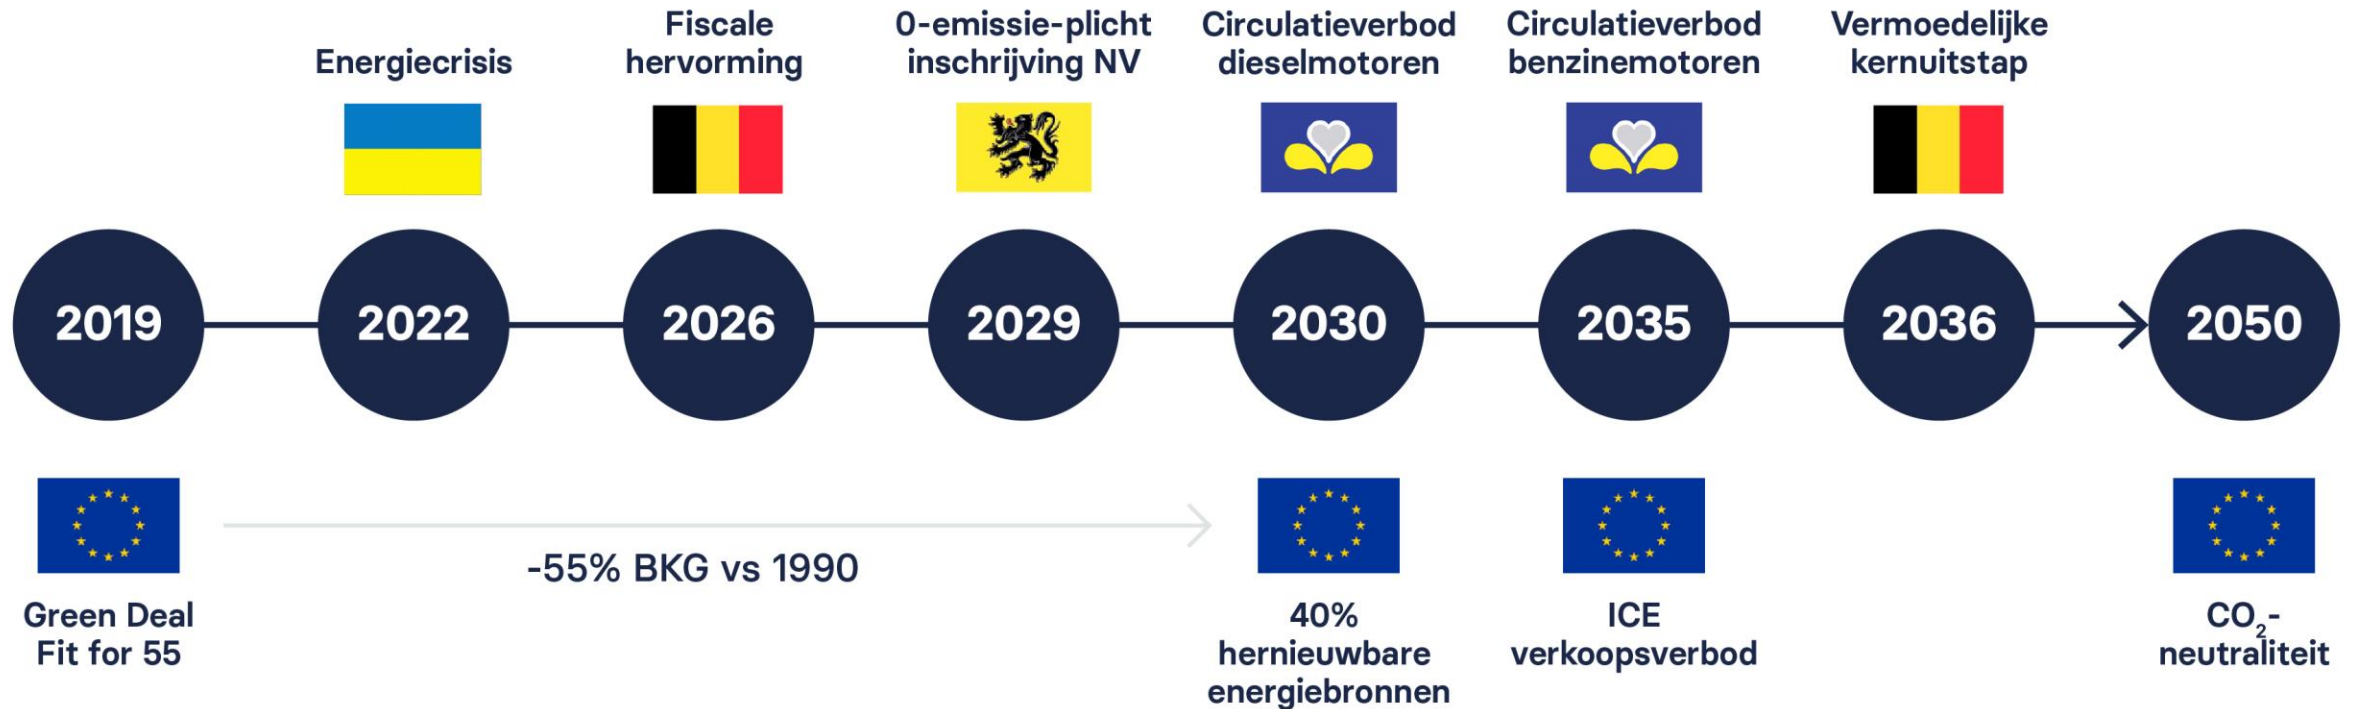 Energiecrisis
Fiscale
hervorming
0-emissie-plicht
inschrijving NV
Circulatieverbod
dieselmotoren
Circulatieverbod
benzinemotoren
Vermoedelijke
kernuitstap
2019
2022
2026
2029
2030
2035
2036
2050
-55% BKG vs 1990
Green Deal
Fit for 55
40%
hernieuwbare
energiebronnen
ICE
verkoopsverbod
CO₂-
neutraliteit